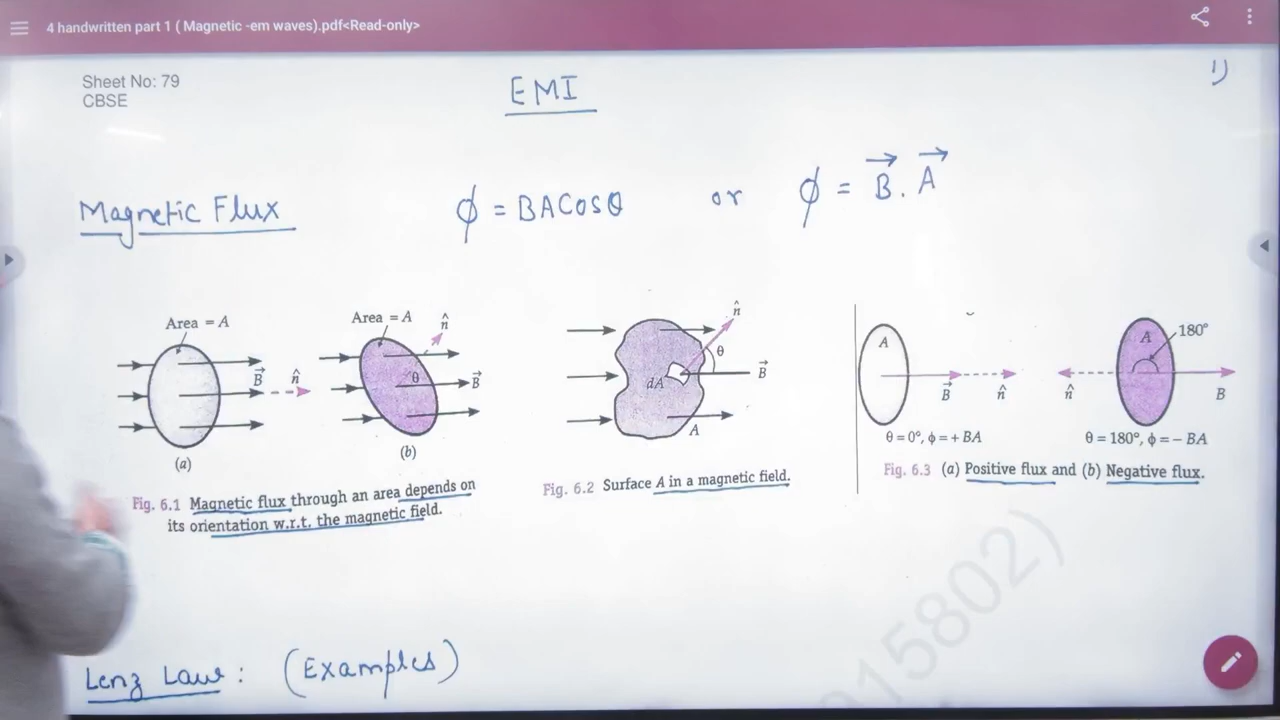 4 handwritten part 1 ( Magnetic -em waves).pdf<Read-only>
Sheet No: 79
CBSE
EMI
1)
Magnetic Flux
ϕ = BACosθ or ϕ = B⃗ . A⃗
Area = A
B⃗
n̂
(a)
Area = A
n̂
θ
B⃗
(b)
Fig. 6.1 Magnetic flux through an area depends on
its orientation w.r.t. the magnetic field.
n̂
θ
dA
B⃗
A
Fig. 6.2 Surface A in a magnetic field.
A
B⃗
n̂
θ = 0°, ϕ = + BA
A
180°
n̂
B
θ = 180°, ϕ = − BA
Fig. 6.3 (a) Positive flux and (b) Negative flux.
Lenz Law : (Examples)
15802)